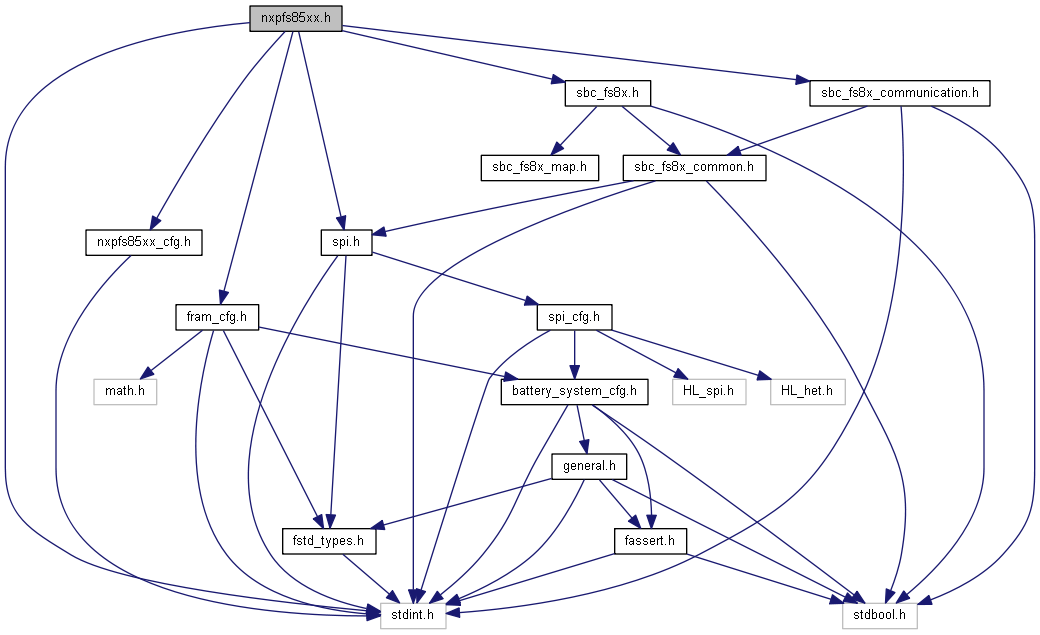 nxpfs85xx.h
sbc_fs8x.h
sbc_fs8x_communication.h
sbc_fs8x_map.h
sbc_fs8x_common.h
nxpfs85xx_cfg.h
spi.h
fram_cfg.h
spi_cfg.h
math.h
battery_system_cfg.h
HL_spi.h
HL_het.h
general.h
fstd_types.h
fassert.h
stdint.h
stdbool.h